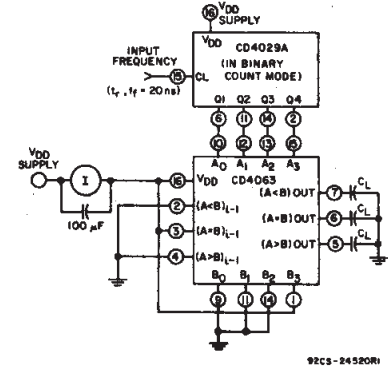 16 VDD SUPPLY
VDD
CD4029A
(IN BINARY COUNT MODE)
INPUT FREQUENCY
15 CL
(tr, tf = 20 ns)
Q1 Q2 Q3 Q4
6 11 14 2
10 12 13 15
A0 A1 A2 A3
VDD SUPPLY
I
100 µF
16 VDD
CD4063
2 (A<B)i-1
3 (A=B)i-1
4 (A>B)i-1
(A<B) OUT 7 CL
(A=B) OUT 6 CL
(A>B) OUT 5 CL
B0 B1 B2 B3
9 11 14 1
92CS-24520R1